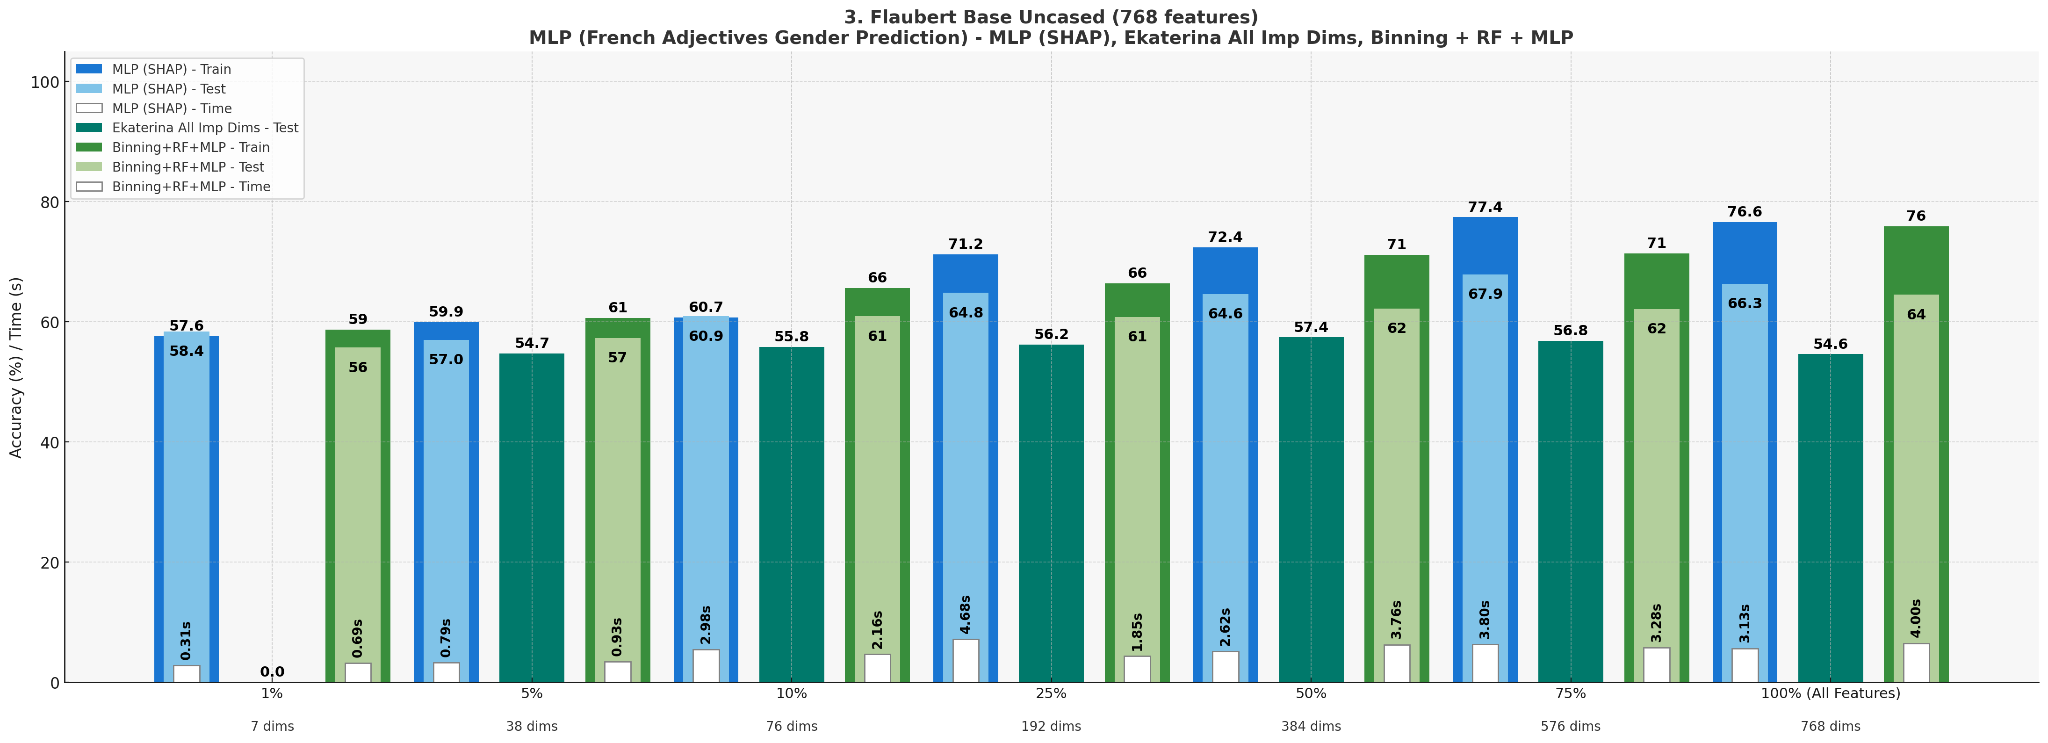 3. Flaubert Base Uncased (768 features)
MLP (French Adjectives Gender Prediction) - MLP (SHAP), Ekaterina All Imp Dims, Binning + RF + MLP
MLP (SHAP) - Train
MLP (SHAP) - Test
MLP (SHAP) - Time
Ekaterina All Imp Dims - Test
Binning+RF+MLP - Train
Binning+RF+MLP - Test
Binning+RF+MLP - Time
Accuracy (%) / Time (s)
100
80
60
40
20
0
57.6
58.4
0.31s
0.0
59
56
0.69s
59.9
57.0
0.79s
54.7
61
57
0.93s
60.7
60.9
2.98s
55.8
66
61
2.16s
71.2
64.8
4.68s
56.2
66
61
1.85s
72.4
64.6
2.62s
57.4
71
62
3.76s
77.4
67.9
3.80s
56.8
71
62
3.28s
76.6
66.3
3.13s
54.6
76
64
4.00s
1% 5% 10% 25% 50% 75% 100% (All Features)
7 dims 38 dims 76 dims 192 dims 384 dims 576 dims 768 dims